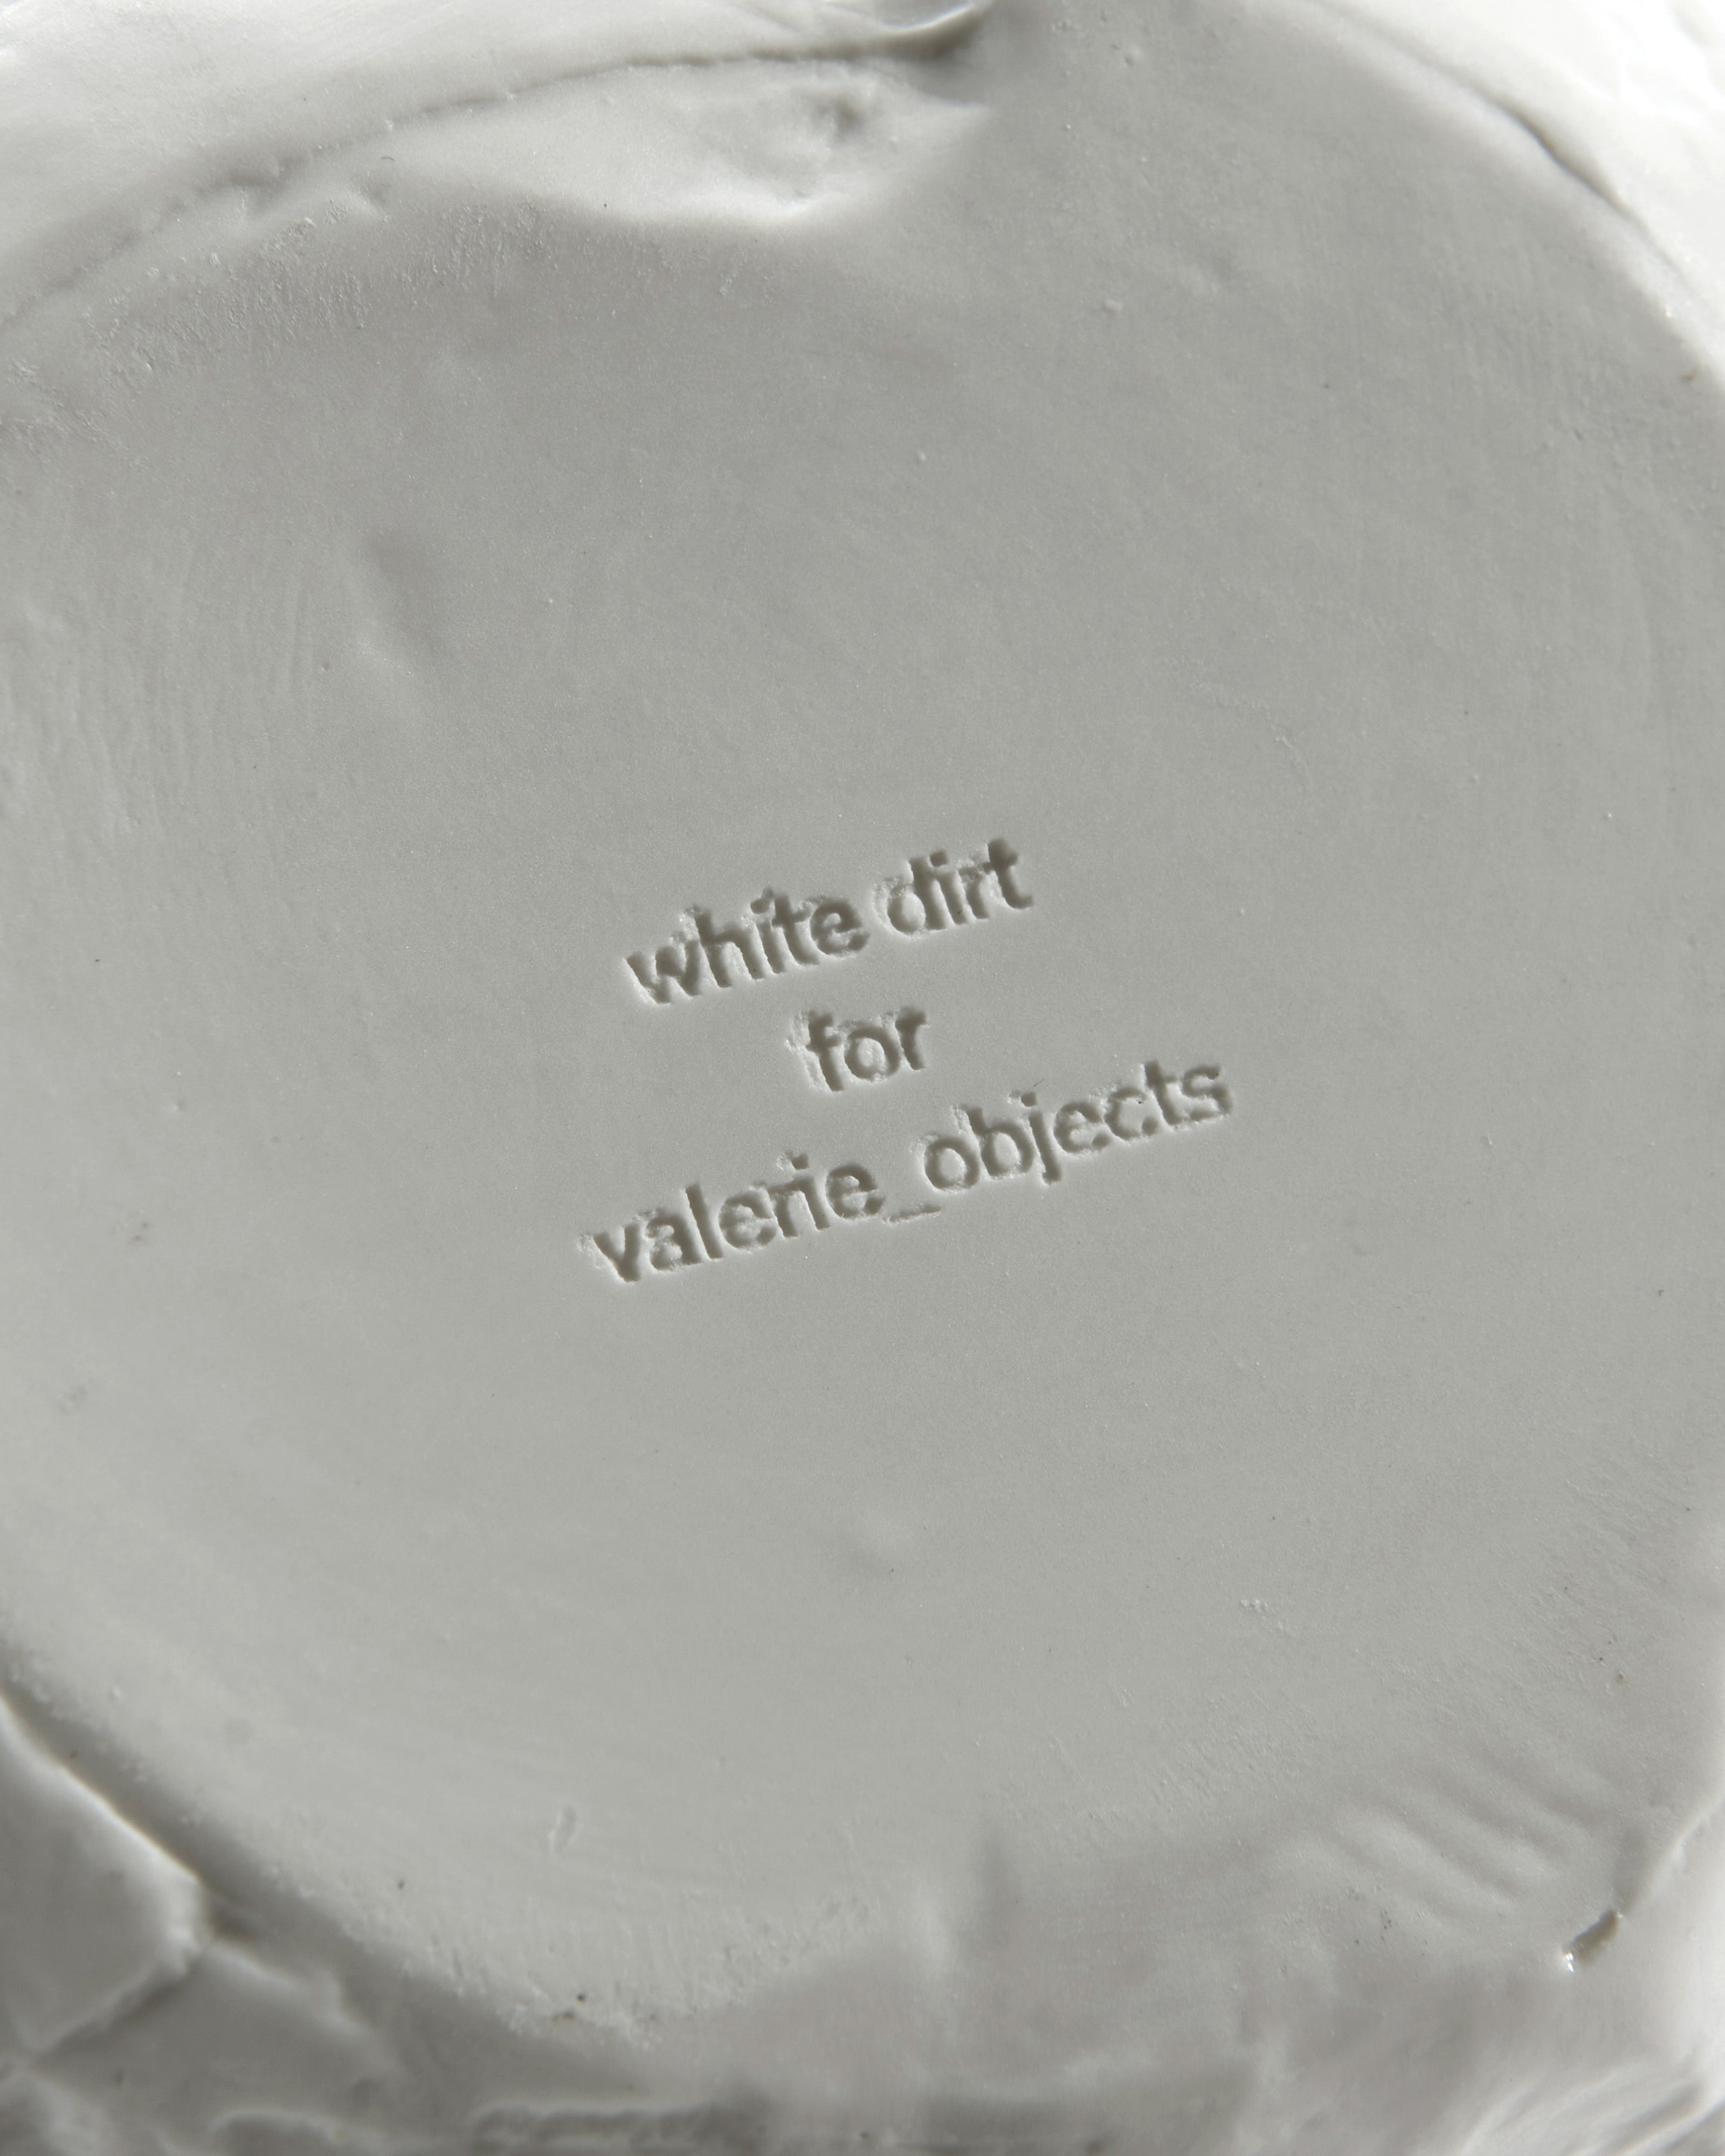 white dirt
for
valerie_objects